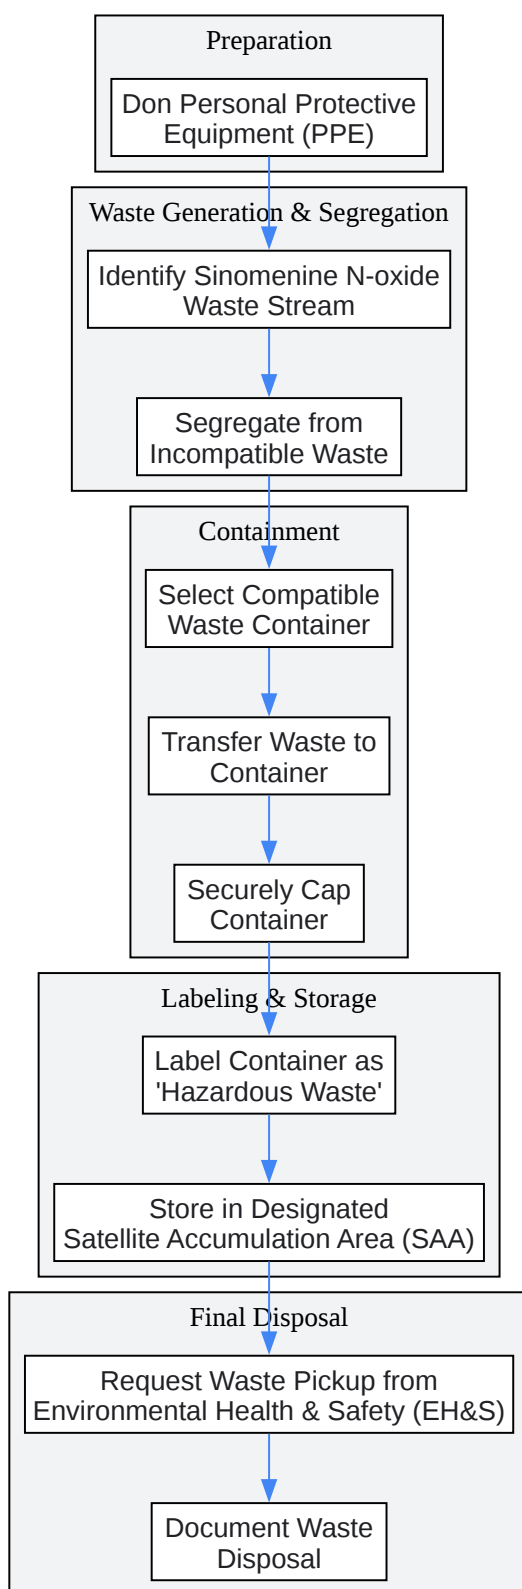 Preparation
Don Personal Protective
Equipment (PPE)
Waste Generation & Segregation
Identify Sinomenine N-oxide
Waste Stream
Segregate from
Incompatible Waste
Containment
Select Compatible
Waste Container
Transfer Waste to
Container
Securely Cap
Container
Labeling & Storage
Label Container as
'Hazardous Waste'
Store in Designated
Satellite Accumulation Area (SAA)
Final Disposal
Request Waste Pickup from
Environmental Health & Safety (EH&S)
Document Waste
Disposal